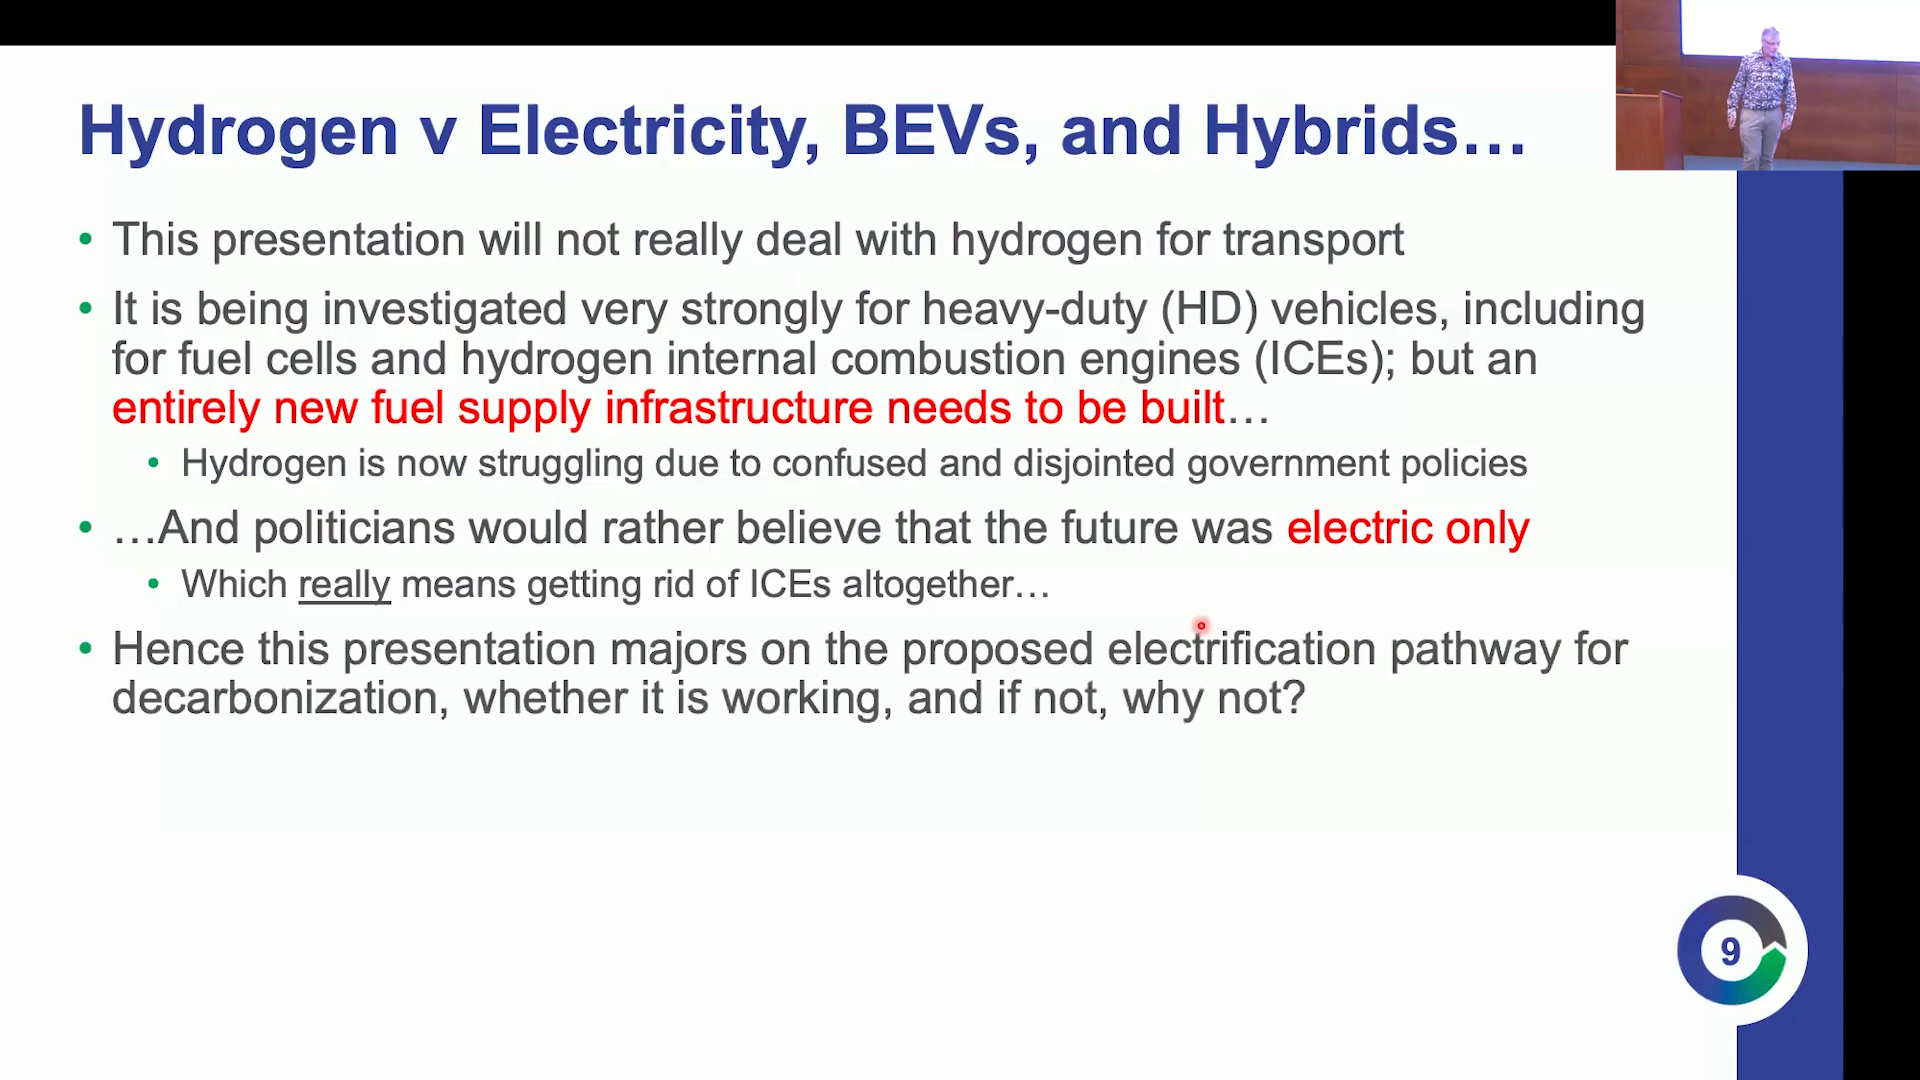 Hydrogen v Electricity, BEVs, and Hybrids…
• This presentation will not really deal with hydrogen for transport
• It is being investigated very strongly for heavy-duty (HD) vehicles, including
for fuel cells and hydrogen internal combustion engines (ICEs); but an
entirely new fuel supply infrastructure needs to be built…
• Hydrogen is now struggling due to confused and disjointed government policies
• …And politicians would rather believe that the future was electric only
• Which really means getting rid of ICEs altogether…
• Hence this presentation majors on the proposed electrification pathway for
decarbonization, whether it is working, and if not, why not?
9